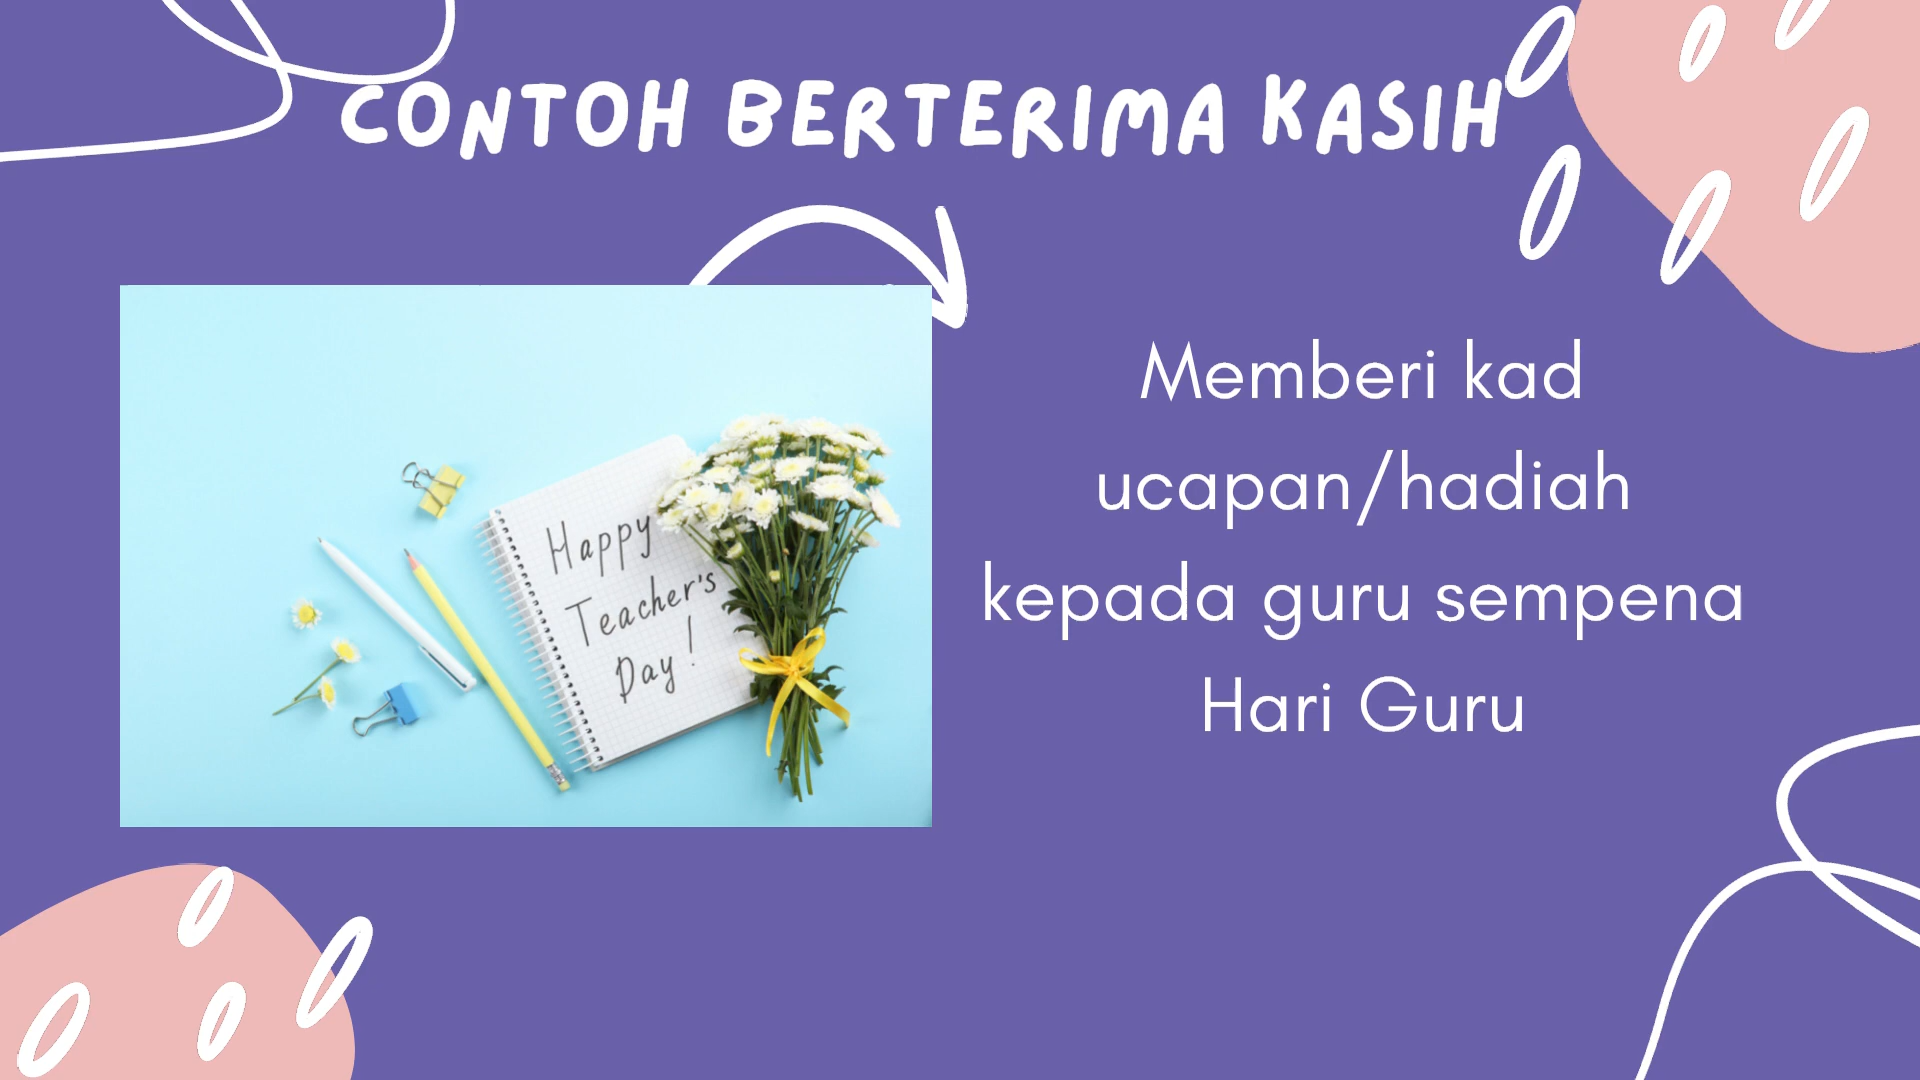 CONTOH BERTERIMA KASIH
Happy
Teacher's
Day!
Memberi kad
ucapan/hadiah
kepada guru sempena
Hari Guru